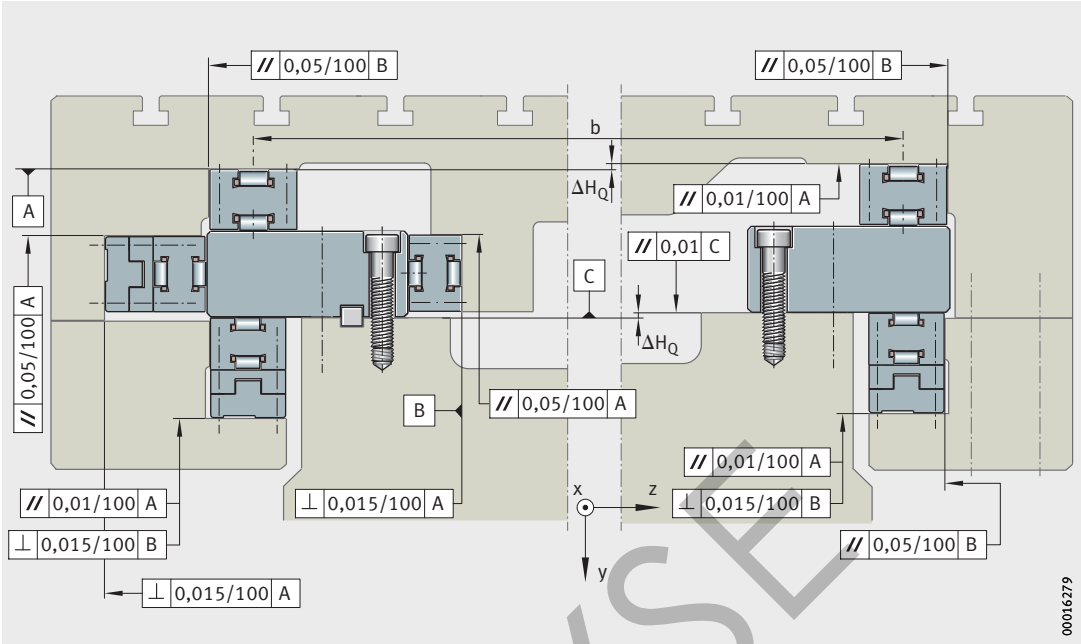 // 0,05/100 B
// 0,05/100 B
b
ΔHQ
A
// 0,01/100 A
// 0,01 C
C
// 0,05/100 A
ΔHQ
B
// 0,05/100 A
// 0,01/100 A
// 0,01/100 A
⊥ 0,015/100 A
x
z
⊥ 0,015/100 B
⊥ 0,015/100 B
// 0,05/100 B
y
⊥ 0,015/100 A
00016279
YSE